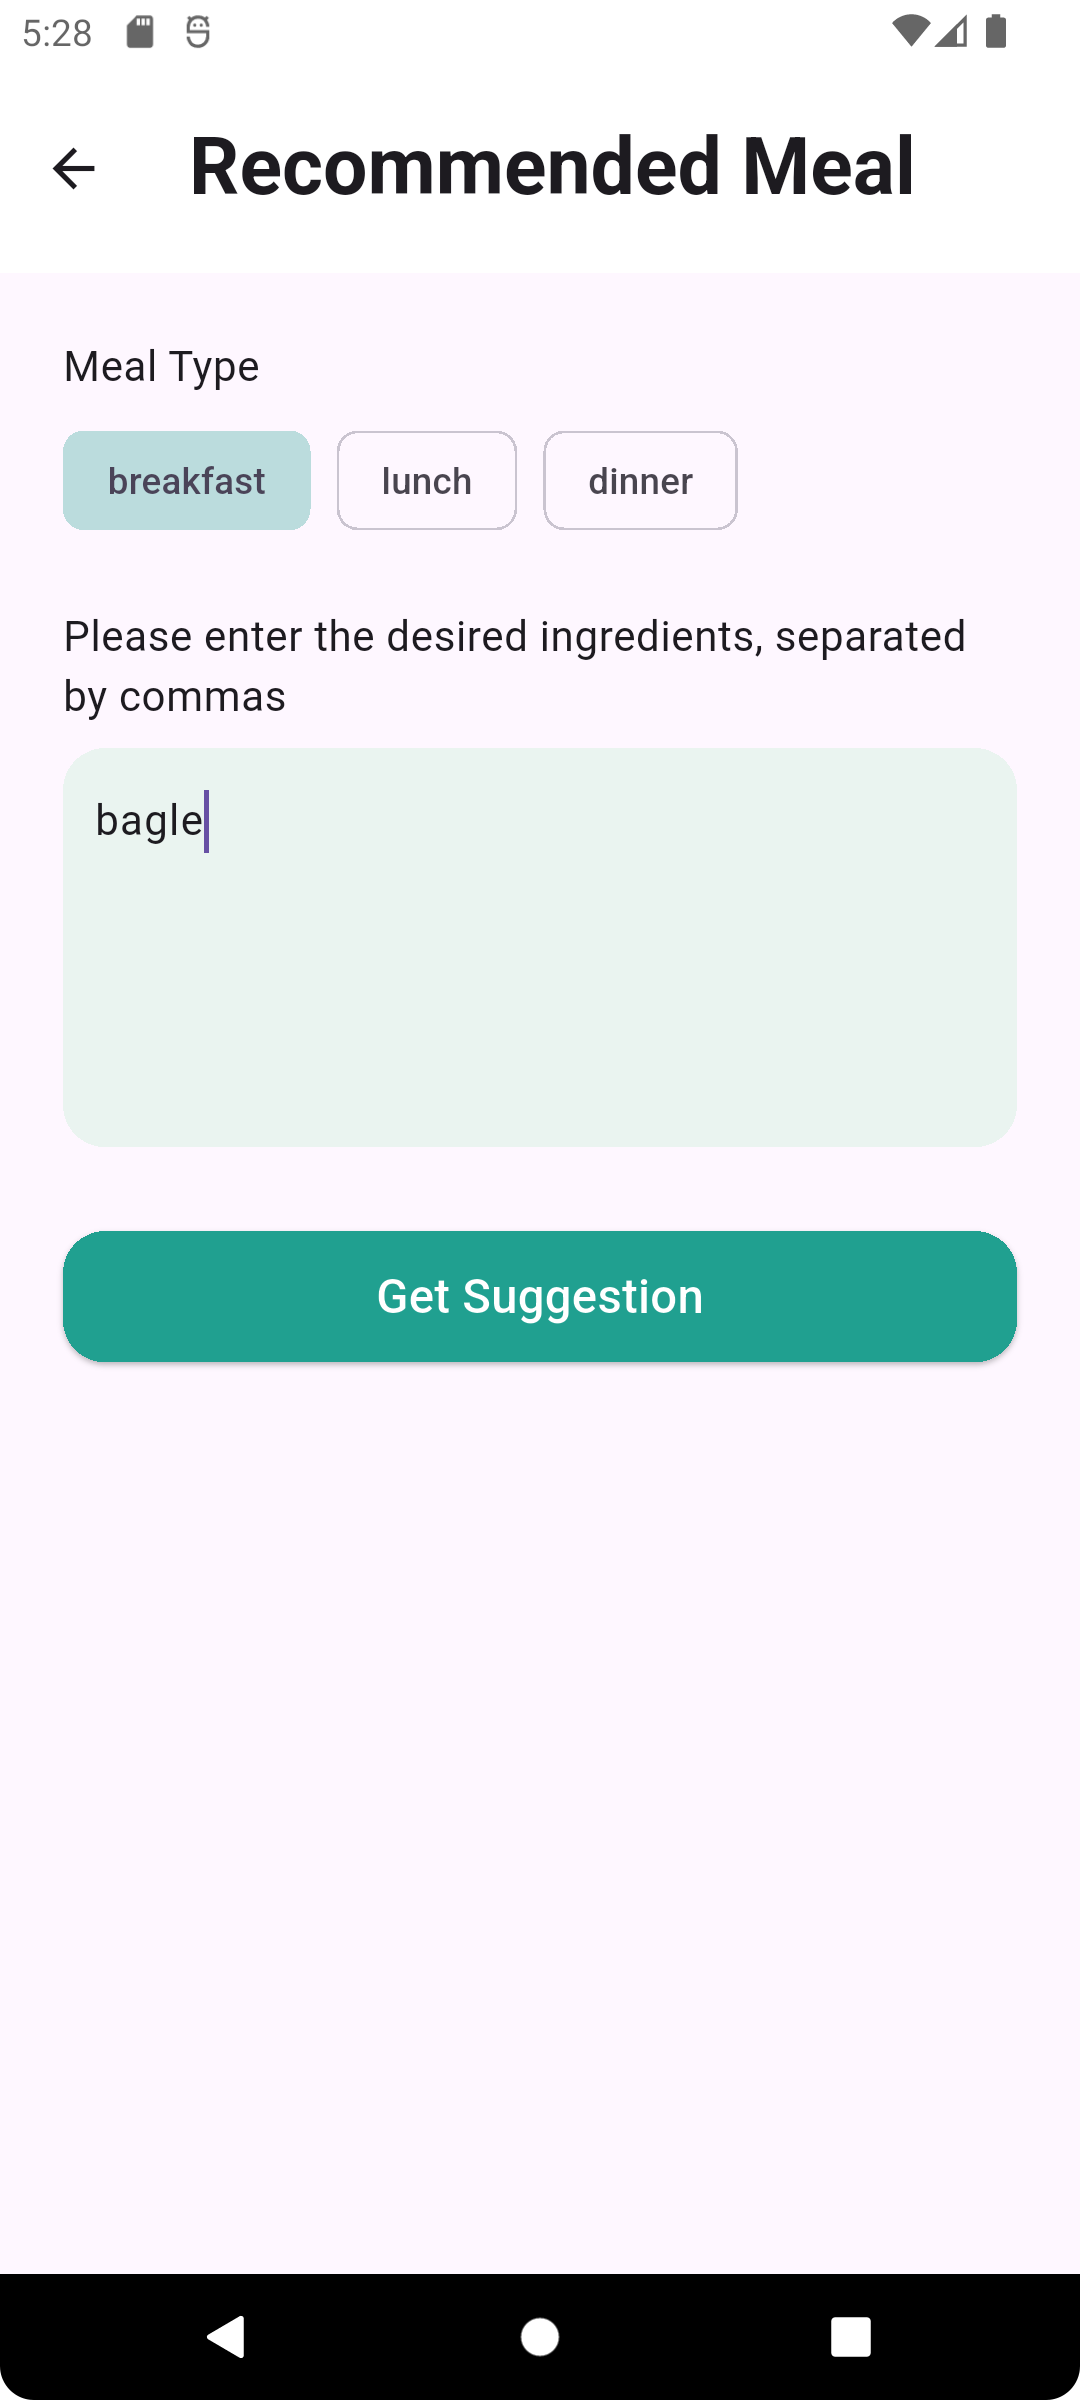 5:28
Recommended Meal
Meal Type
breakfast lunch dinner
Please enter the desired ingredients, separated
by commas
bagle
Get Suggestion